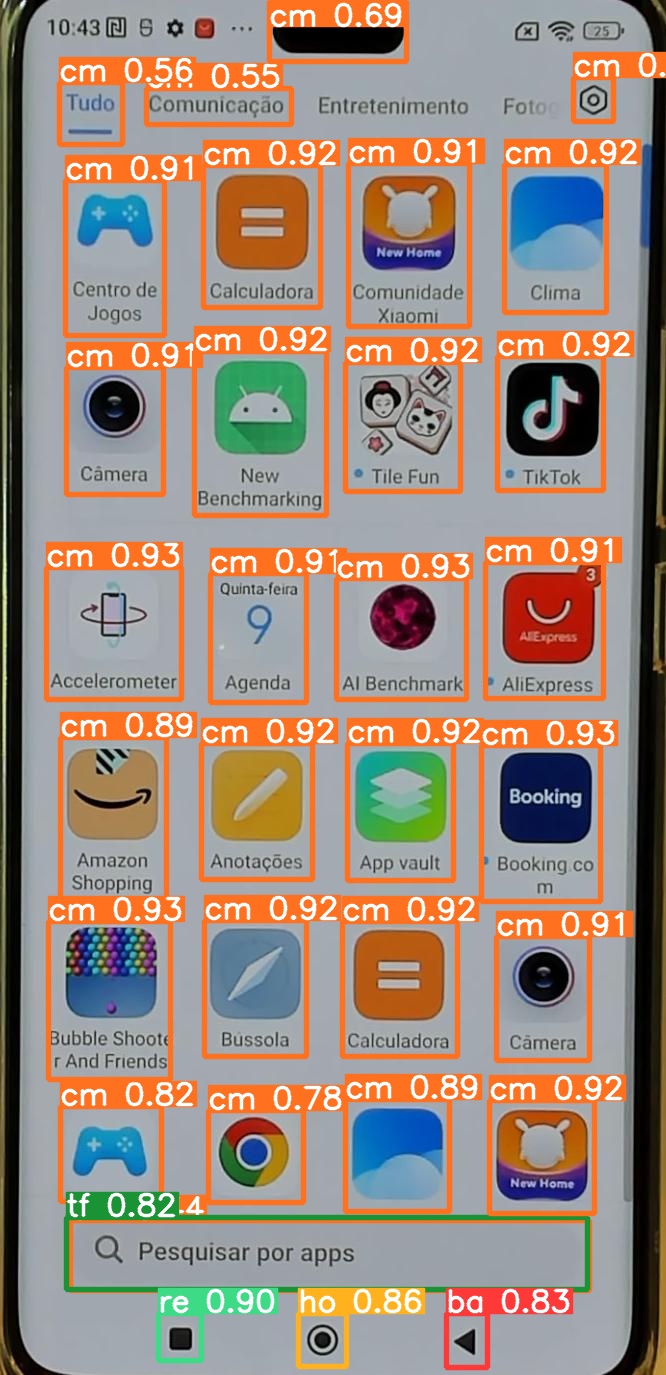 10:43 25
cm 0.69
cm 0.56 0.55 cm 0.
Tudo Comunicação Entretenimento Fotog
cm 0.91 cm 0.92 cm 0.91 cm 0.92
New Home
Centro de Jogos Calculadora Comunidade Xiaomi Clima
cm 0.91 cm 0.92 cm 0.92 cm 0.92
Câmera New Benchmarking Tile Fun TikTok
cm 0.93 cm 0.91 cm 0.93 cm 0.91
Quinta-feira 9 AliExpress 3
Accelerometer Agenda AI Benchmark AliExpress
cm 0.89 cm 0.92 cm 0.92 cm 0.93
Booking
Amazon Shopping Anotações App vault Booking.co m
cm 0.93 cm 0.92 cm 0.92 cm 0.91
Bubble Shoote r And Friends Bússola Calculadora Câmera
cm 0.82 cm 0.78 cm 0.89 cm 0.92
New Home
tf 0.82 .4
Pesquisar por apps
re 0.90 ho 0.86 ba 0.83